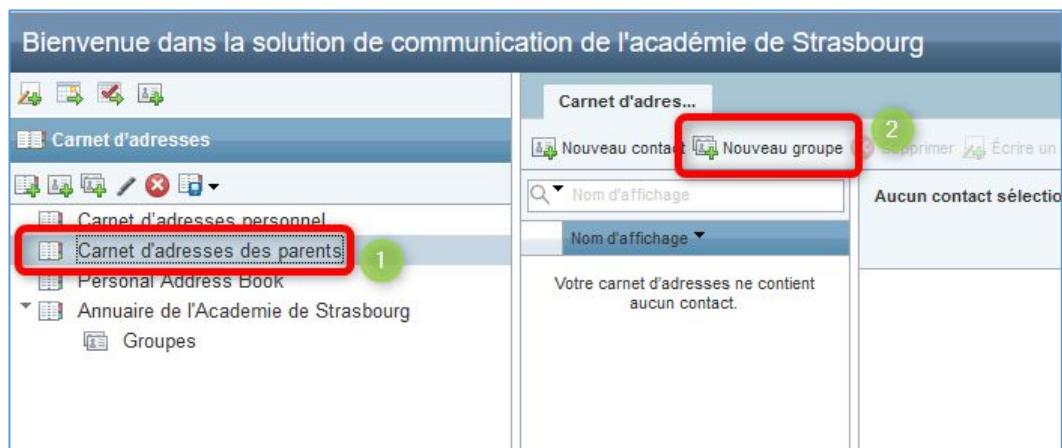 Bienvenue dans la solution de communication de l'académie de Strasbourg
Carnet d'adresses
Carnet d'adresses personnel
Carnet d'adresses des parents
1
Personal Address Book
Annuaire de l'Academie de Strasbourg
Groupes
Carnet d'adres...
Nouveau contact Nouveau groupe
2
Supprimer Écrire un
Nom d'affichage
Nom d'affichage
Votre carnet d'adresses ne contient
aucun contact.
Aucun contact sélectio